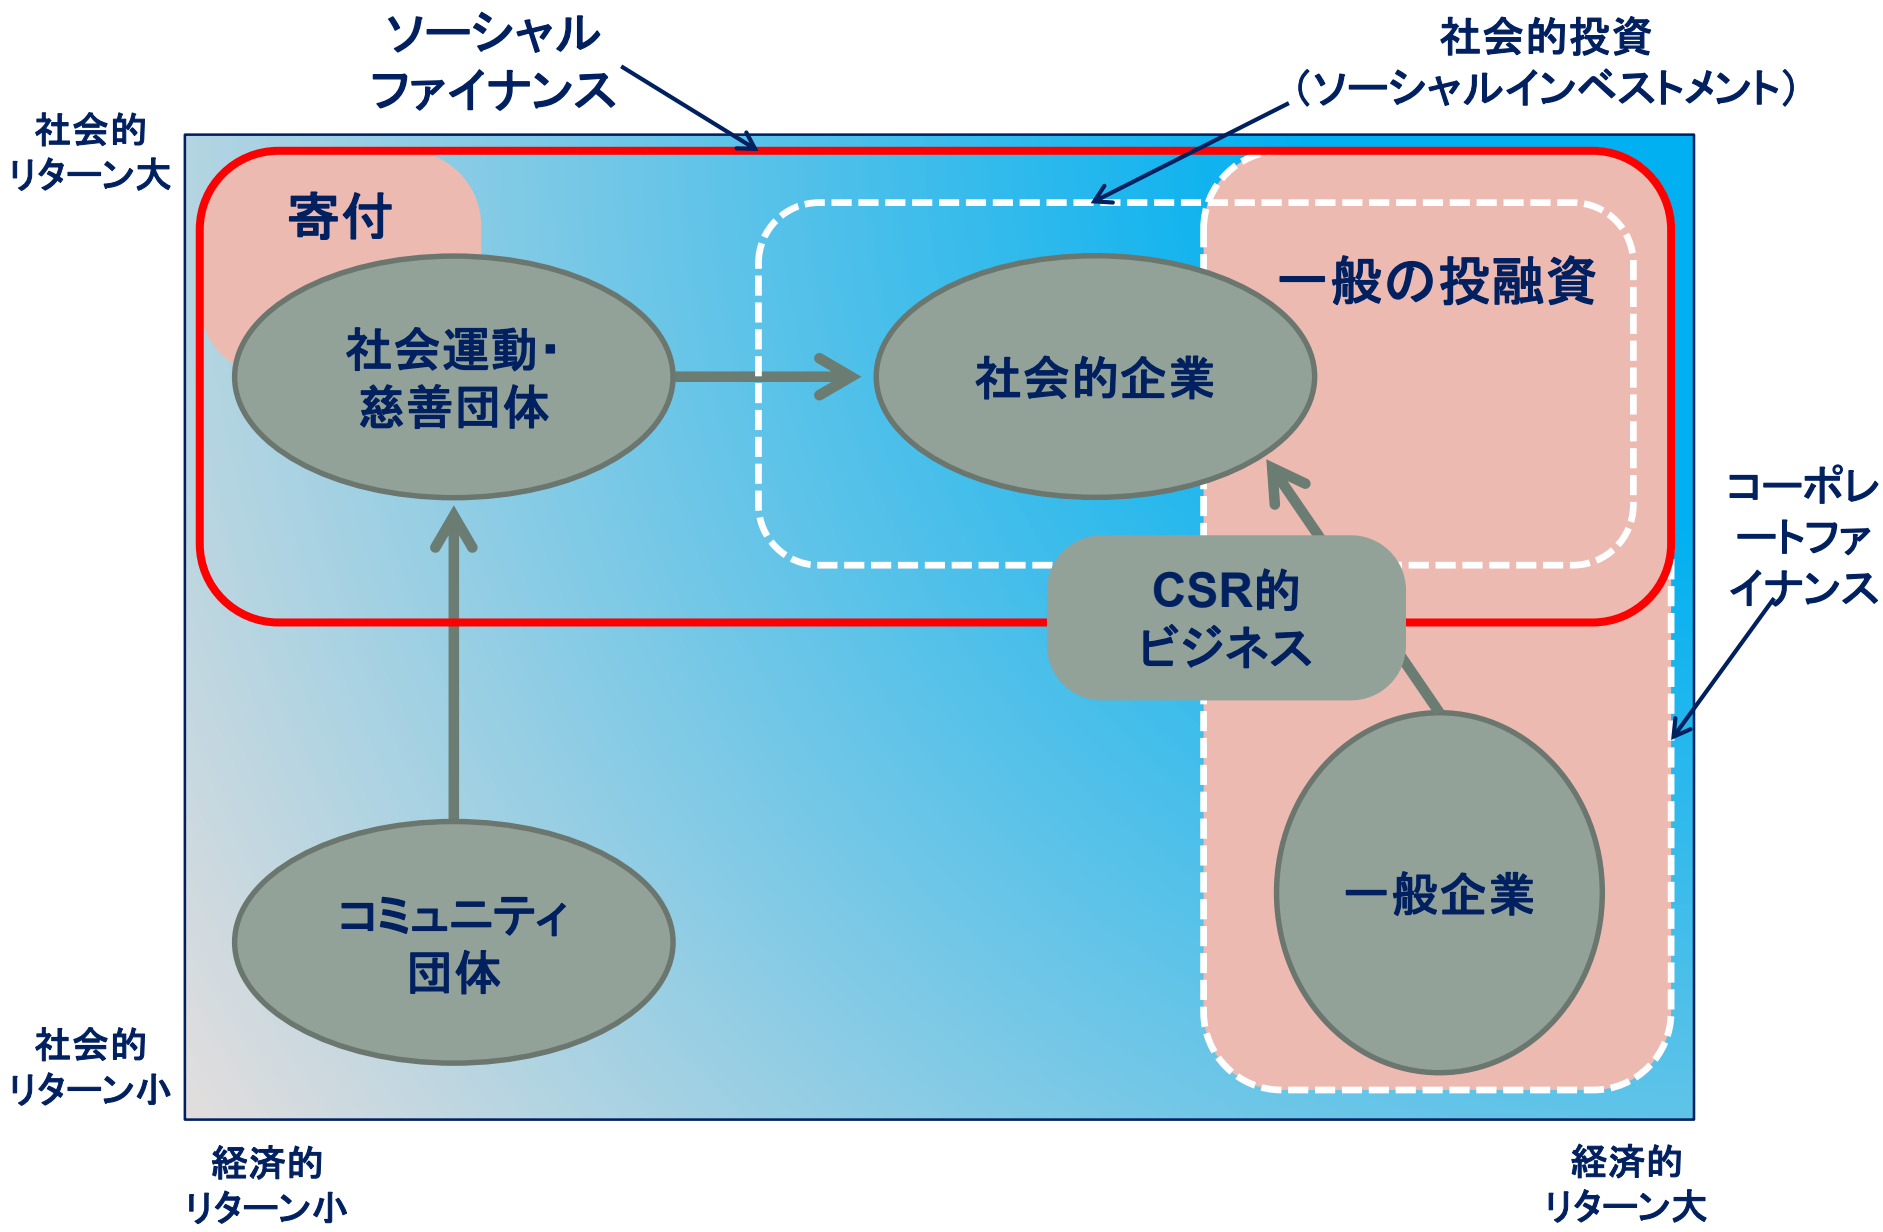 ソーシャル
ファイナンス
社会的投資
（ソーシャルインベストメント）
社会的
リターン大
寄付
一般の投融資
社会運動・
慈善団体
社会的企業
コーポレ
ートファ
イナンス
CSR的
ビジネス
一般企業
コミュニティ
団体
社会的
リターン小
経済的
リターン小
経済的
リターン大